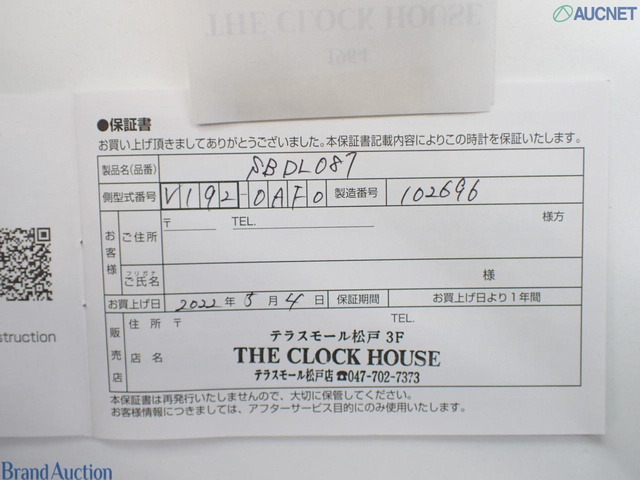 AUCNET
THE CLOCK HOUSE
1964
●保証書
お買い上げ頂きましてありがとうございました。本保証書記載内容によりこの時計を保証いたします。
製品名(品番) SBDL087
側型式番号 V192-0AF0 製造番号 102696
お客様 ご住所 〒 TEL. 様方
フリガナ
ご氏名 様
お買上げ日 2022年 5月 4日 保証期間 お買上げ日より1年間
販売店 住所 〒 TEL.
テラスモール松戸 3F
店名 THE CLOCK HOUSE
テラスモール松戸店 ☎047-702-7373
本保証書は再発行いたしませんので、大切に保管してください。
お客様情報につきましては、アフターサービス目的にのみ使用いたします。
struction
Brand Auction